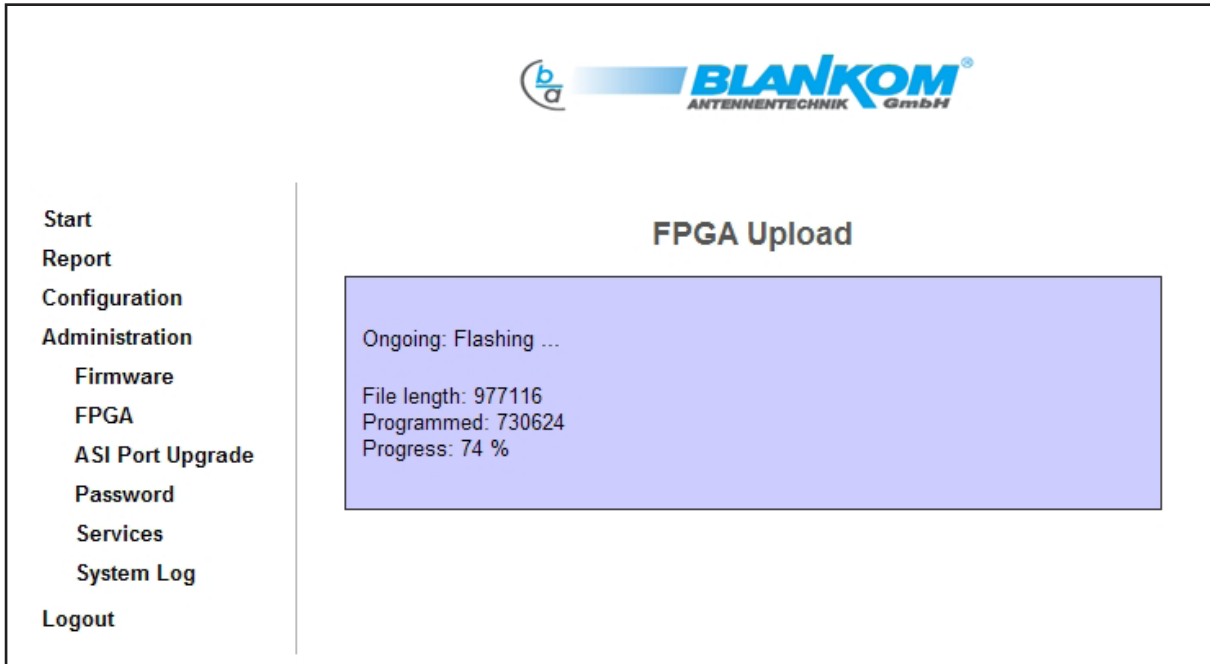 b
a
BLANKOM®
ANTENNENTECHNIK GmbH
Start
Report
Configuration
Administration
Firmware
FPGA
ASI Port Upgrade
Password
Services
System Log
Logout
FPGA Upload
Ongoing: Flashing ...
File length: 977116
Programmed: 730624
Progress: 74 %